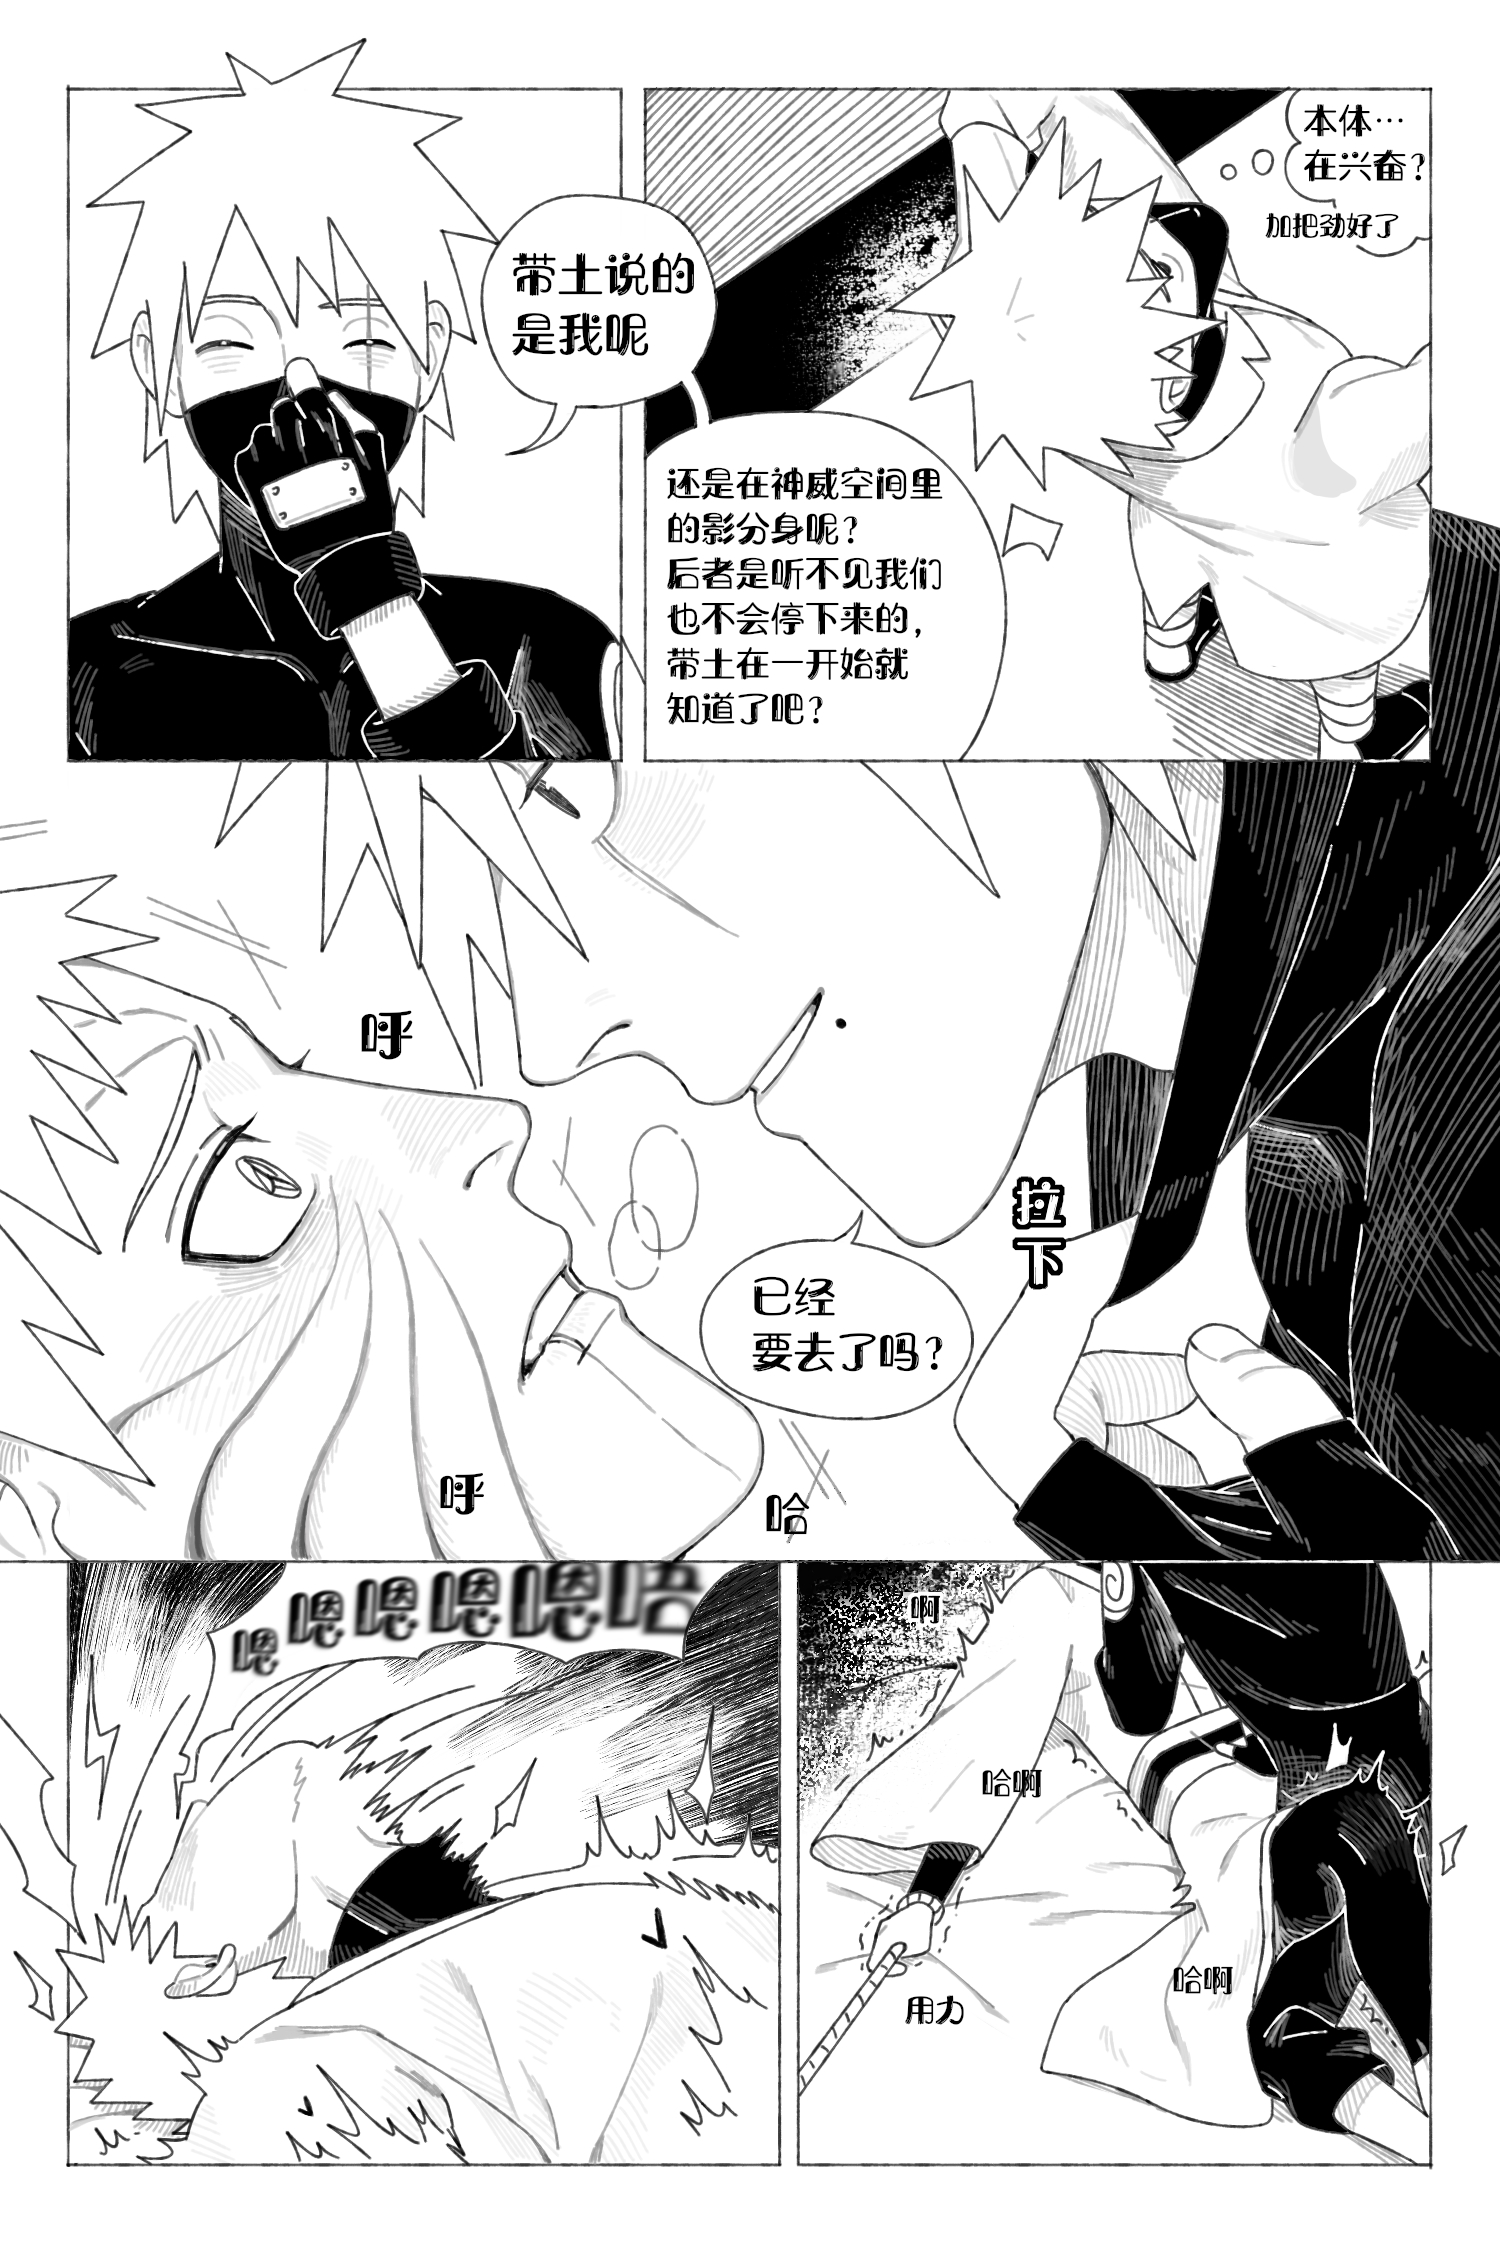 带土说的
是我呢
本体…
在兴奋？
加把劲好了
还是在神威空间里
的影分身呢？
后者是听不见我们
也不会停下来的，
带土在一开始就
知道了吧？
呼
拉下
已经
要去了吗？
呼
哈
嗯嗯嗯嗯嗯唔
啊
哈啊
哈啊
用力